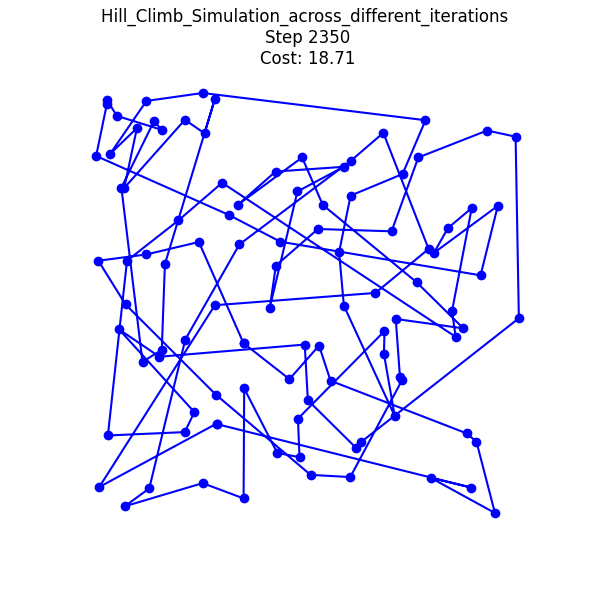 Hill_Climb_Simulation_across_different_iterations
Step 2350
Cost: 18.71